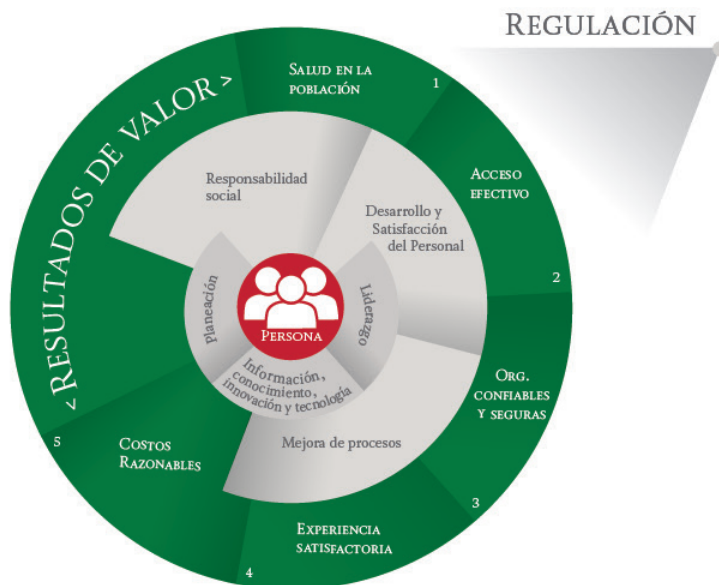 REGULACIÓN
< RESULTADOS DE VALOR >
SALUD EN LA
POBLACIÓN
1
ACCESO
EFECTIVO
2
ORG.
CONFIABLES
Y SEGURAS
3
EXPERIENCIA
SATISFACTORIA
4
COSTOS
RAZONABLES
5
Responsabilidad
social
Desarrollo y
Satisfacción
del Personal
Mejora de procesos
Planeación
Liderazgo
Información,
conocimiento,
innovación y tecnología
PERSONA